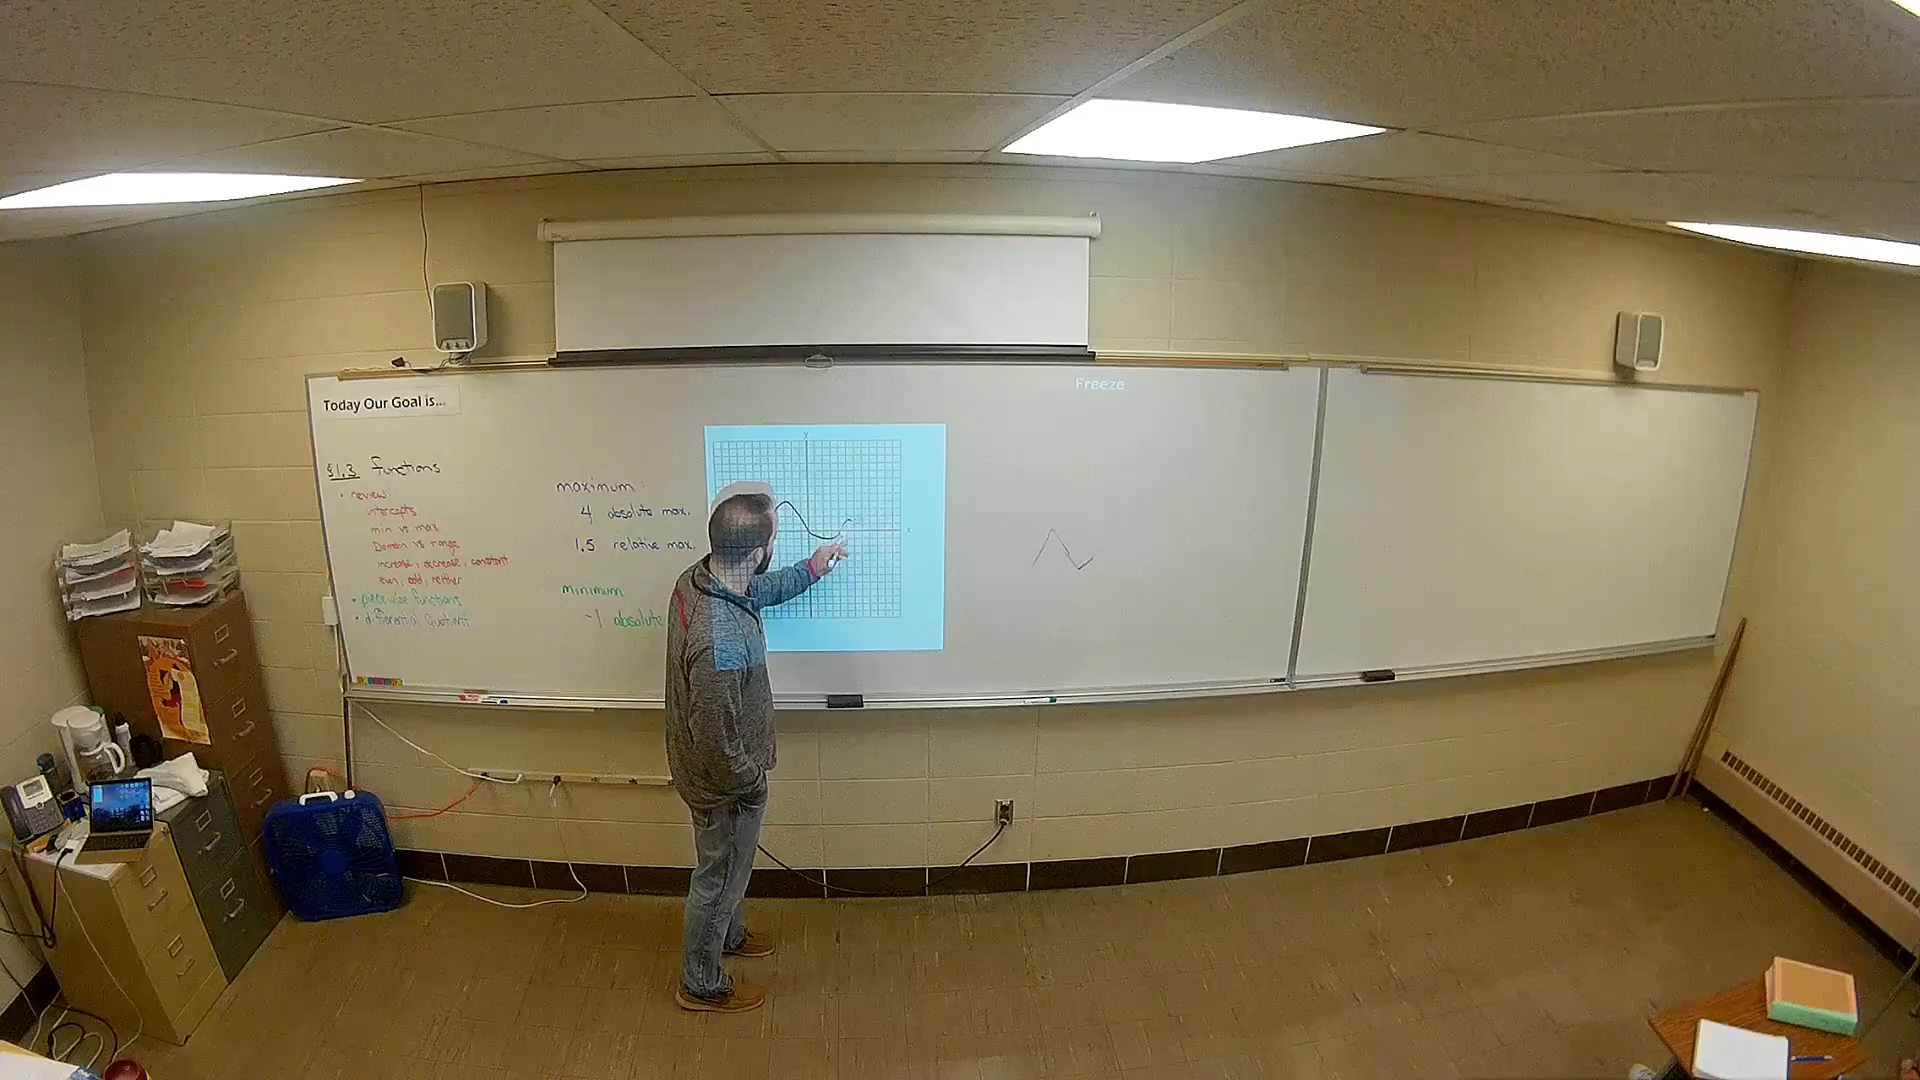 Freeze
Today Our Goal is...
§1.3 functions
• review
intercepts
min vs max
Domain vs range
increase, decrease, constant
even, odd, neither
• piecewise functions
• differential Quotient
maximum
4 absolute max.
1.5 relative max.
minimum
-1 absolute
y
x